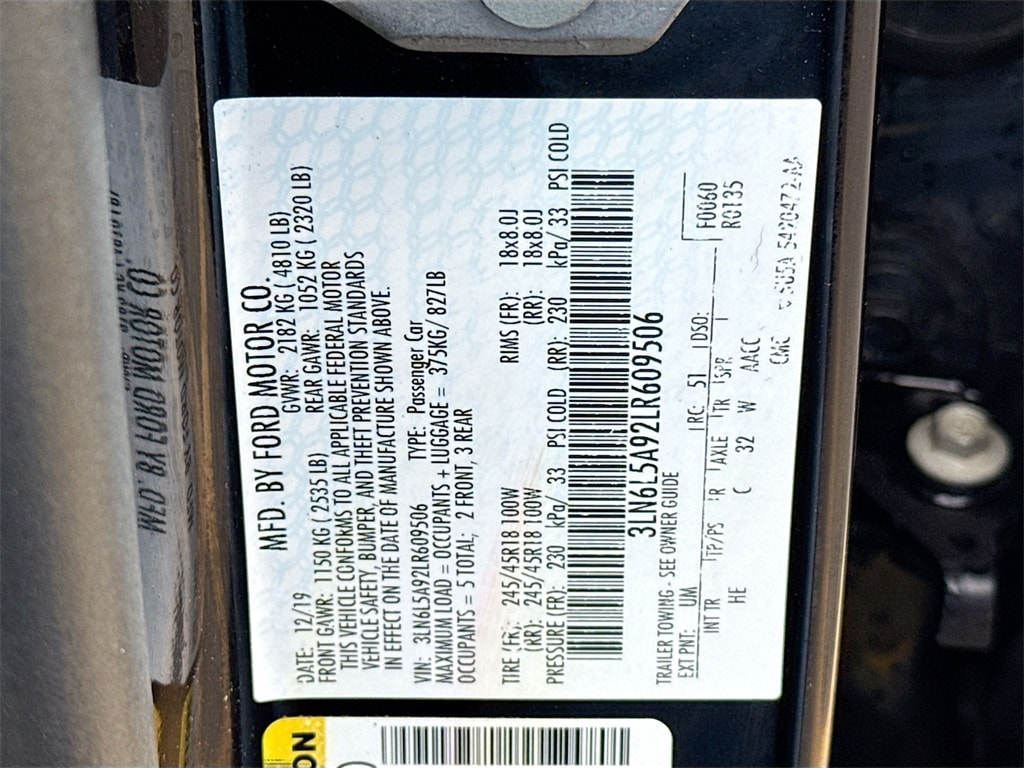 MFD. BY FORD MOTOR CO.
DATE: 12/19 GVWR: 2182 KG (4810 LB)
FRONT GAWR: 1150 KG (2535 LB) REAR GAWR: 1052 KG (2320 LB)
THIS VEHICLE CONFORMS TO ALL APPLICABLE FEDERAL MOTOR
VEHICLE SAFETY, BUMPER, AND THEFT PREVENTION STANDARDS
IN EFFECT ON THE DATE OF MANUFACTURE SHOWN ABOVE.
VIN: 3LN6L5A92LR609506 TYPE: Passenger Car
MAXIMUM LOAD = OCCUPANTS + LUGGAGE = 375KG/ 827LB
OCCUPANTS = 5 TOTAL; 2 FRONT, 3 REAR
TIRE (FR): 245/45R18 100W RIMS (FR): 18x8.0J
(RR): 245/45R18 100W (RR): 18x8.0J
PRESSURE (FR): 230 kPa/ 33 PSI COLD (RR): 230 kPa/ 33 PSI COLD
3LN6L5A92LR609506
TRAILER TOWING - SEE OWNER GUIDE
EXT PNT: UM RC: 51 DSO:
F0060
R0135
INT TR TP/PS R AXLE TR SPR
HE C 32 W AACC
CMC
ON